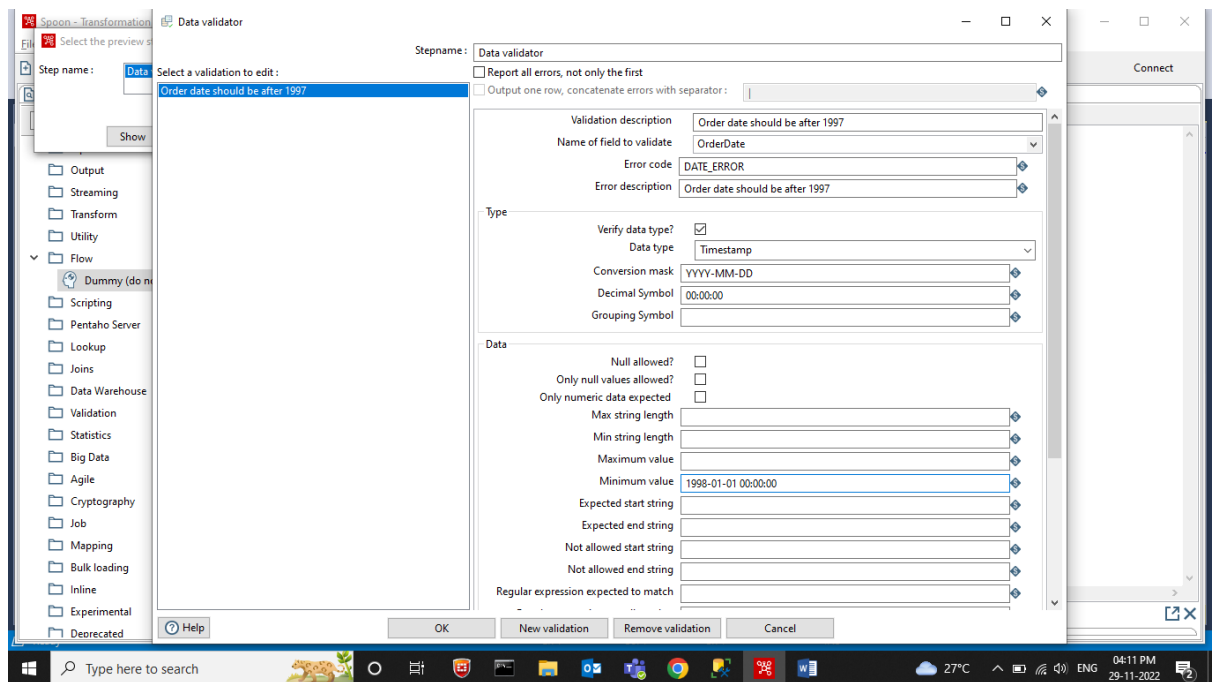 Spoon - Transformation
Data validator
Select the preview s
Stepname :
Data validator
Step name :
Data
Select a validation to edit :
Report all errors, not only the first
Connect
Order date should be after 1997
Output one row, concatenate errors with separator :
Show
Validation description
Order date should be after 1997
Name of field to validate
OrderDate
Error code
DATE_ERROR
Error description
Order date should be after 1997
Type
Verify data type?
Data type
Timestamp
Conversion mask
YYYY-MM-DD
Decimal Symbol
00:00:00
Grouping Symbol
Data
Null allowed?
Only null values allowed?
Only numeric data expected
Max string length
Min string length
Maximum value
Minimum value
1998-01-01 00:00:00
Expected start string
Expected end string
Not allowed start string
Not allowed end string
Regular expression expected to match
Output
Streaming
Transform
Utility
Flow
Dummy (do n
Scripting
Pentaho Server
Lookup
Joins
Data Warehouse
Validation
Statistics
Big Data
Agile
Cryptography
Job
Mapping
Bulk loading
Inline
Experimental
Deprecated
Help
OK
New validation
Remove validation
Cancel
Type here to search
27°C
ENG
04:11 PM
29-11-2022